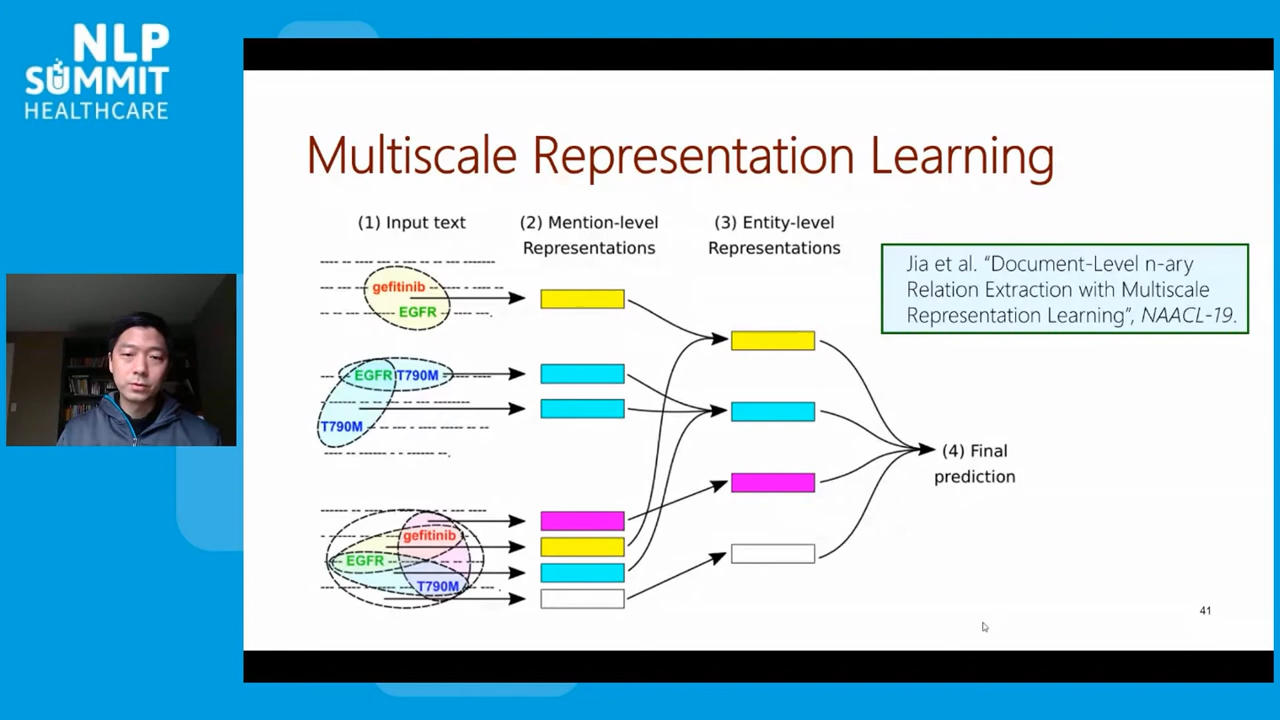 NLP
SUMMIT
HEALTHCARE
Multiscale Representation Learning
(1) Input text
(2) Mention-level
Representations
(3) Entity-level
Representations
Jia et al. “Document-Level n-ary
Relation Extraction with Multiscale
Representation Learning”, NAACL-19.
gefitinib
EGFR
EGFR T790M
T790M
(4) Final
prediction
gefitinib
EGFR
T790M
41